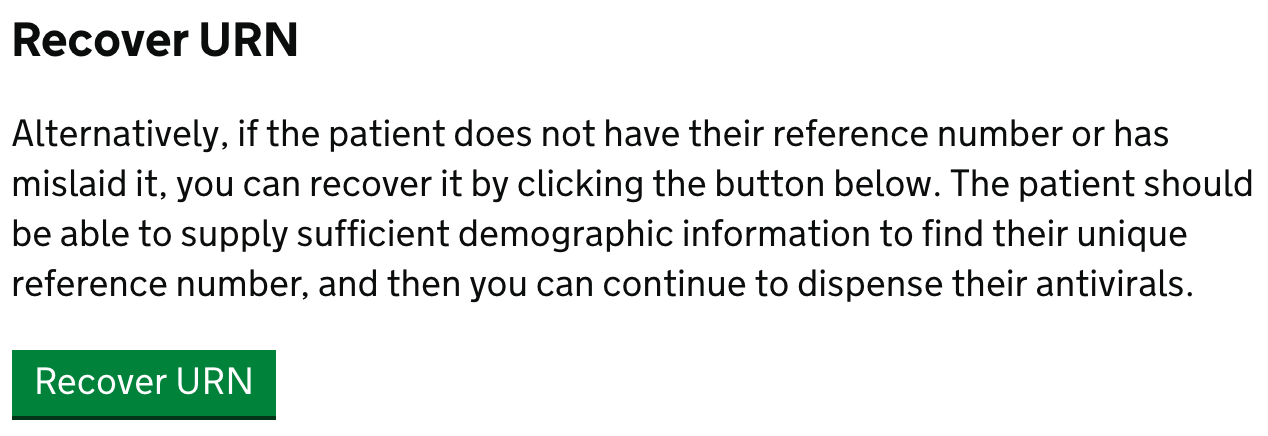 Recover URN
Alternatively, if the patient does not have their reference number or has
mislaid it, you can recover it by clicking the button below. The patient should
be able to supply sufficient demographic information to find their unique
reference number, and then you can continue to dispense their antivirals.
Recover URN